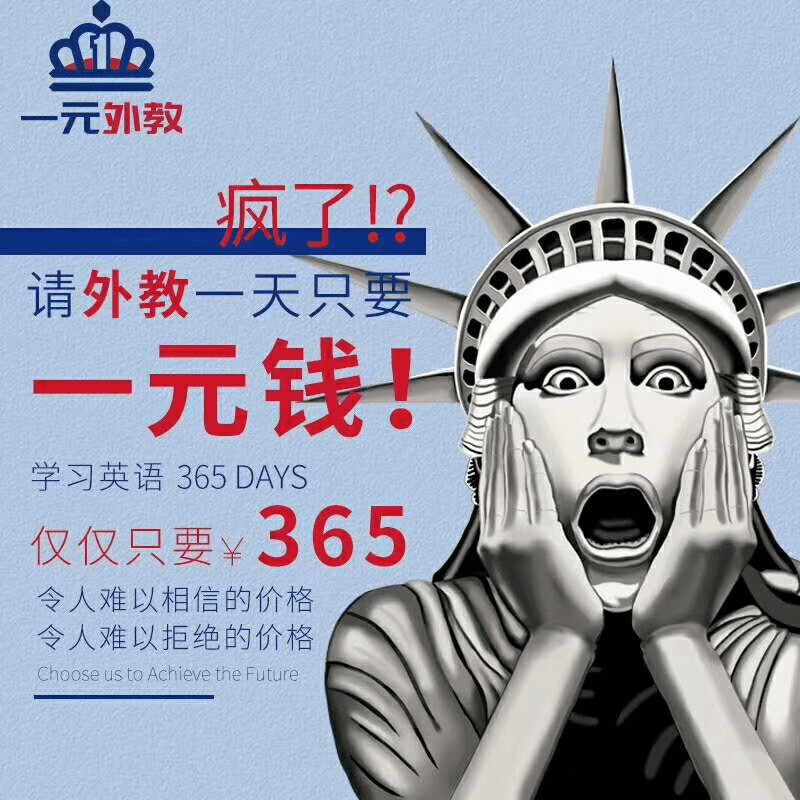 1
一元外教
疯了!?
请外教一天只要
一元钱!
学习英语 365 DAYS
仅仅只要¥365
令人难以相信的价格
令人难以拒绝的价格
Choose us to Achieve the Future